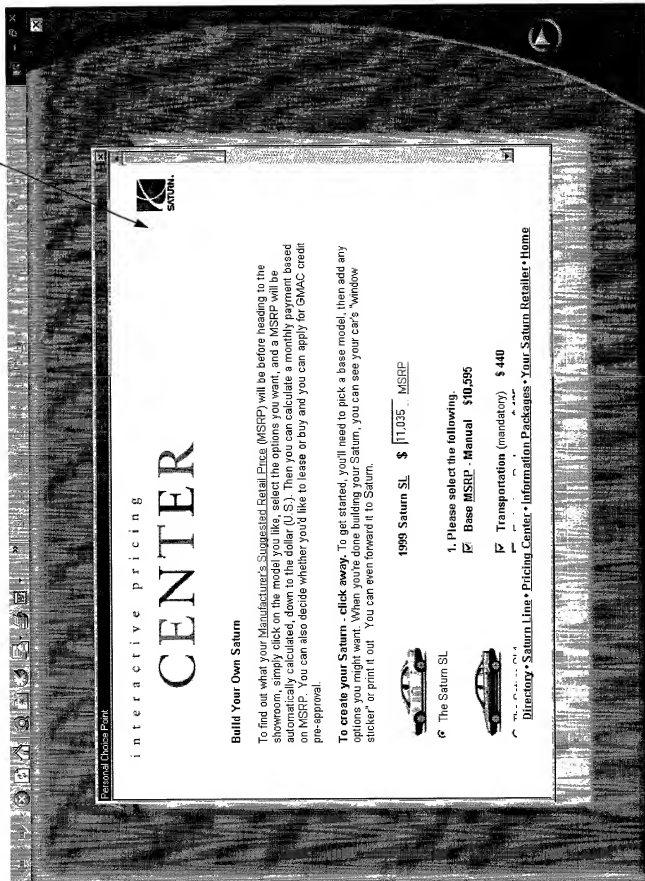 Personal Choice Point
interactive pricing
CENTER
SATURN.
Build Your Own Saturn
To find out what your Manufacturer's Suggested Retail Price (MSRP) will be before heading to the
showroom, simply click on the model you like, select the options you want, and a MSRP will be
automatically calculated, down to the dollar (U.S.). Then you can calculate a monthly payment based
on MSRP. You can also decide whether you'd like to lease or buy and you can apply for GMAC credit
pre-approval.
To create your Saturn - click away. To get started, you'll need to pick a base model, then add any
options you might want. When you're done building your Saturn, you can see your car's "window
sticker" or print it out You can even forward it to Saturn.
1999 Saturn SL $ 11,035 MSRP
The Saturn SL
1. Please select the following.
Base MSRP - Manual $10,595
Transportation (mandatory) $ 440
Directory • Saturn Line • Pricing Center • Information Packages • Your Saturn Retailer • Home